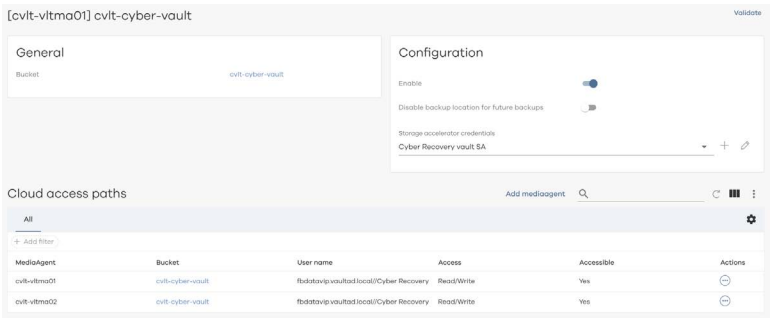 [cvlt-vltma01] cvlt-cyber-vault
Validate
General
Bucket cvlt-cyber-vault
Configuration
Enable
Disable backup location for future backups
Storage accelerator credentials
Cyber Recovery vault SA
Cloud access paths
Add mediaagent
All
+ Add filter
MediaAgent Bucket User name Access Accessible Actions
cvlt-vltma01 cvlt-cyber-vault fbdatavip.vaultad.local//Cyber Recovery Read/Write Yes
cvlt-vltma02 cvlt-cyber-vault fbdatavip.vaultad.local//Cyber Recovery Read/Write Yes